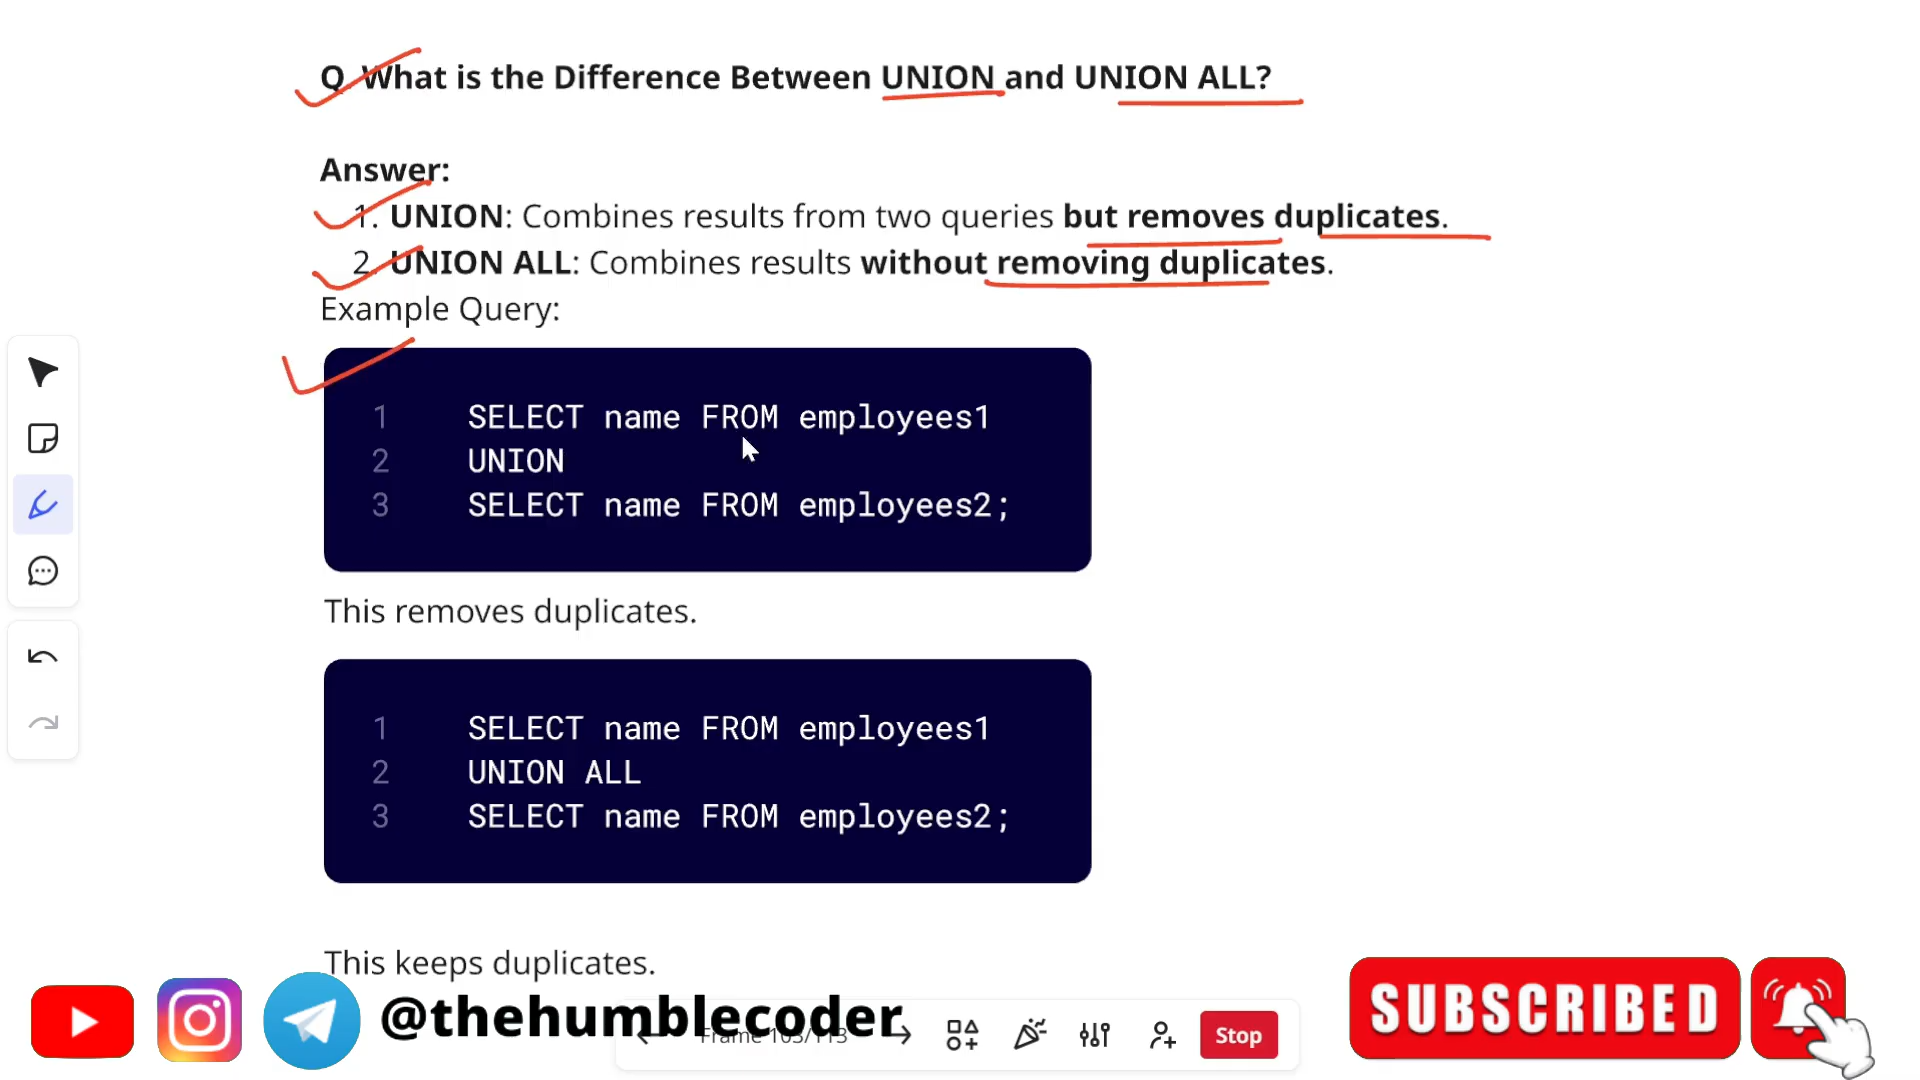 Q. What is the Difference Between UNION and UNION ALL?
Answer:
1. UNION: Combines results from two queries but removes duplicates.
2. UNION ALL: Combines results without removing duplicates.
Example Query:
1 SELECT name FROM employees1
2 UNION
3 SELECT name FROM employees2;
This removes duplicates.
1 SELECT name FROM employees1
2 UNION ALL
3 SELECT name FROM employees2;
This keeps duplicates.
@thehumblecoder
Frame 103/113
Stop
SUBSCRIBED